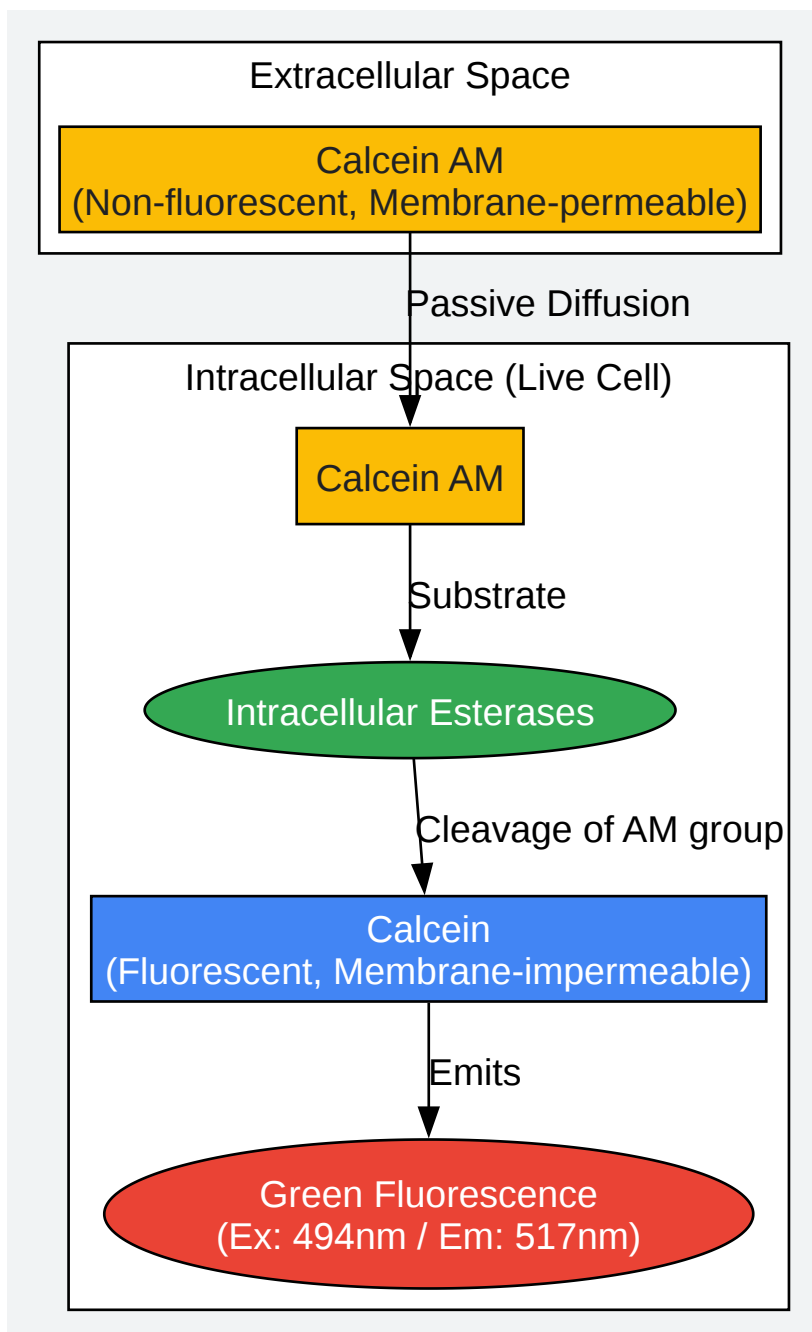 Extracellular Space
Calcein AM
(Non-fluorescent, Membrane-permeable)
Passive Diffusion
Intracellular Space (Live Cell)
Calcein AM
Substrate
Intracellular Esterases
Cleavage of AM group
Calcein
(Fluorescent, Membrane-impermeable)
Emits
Green Fluorescence
(Ex: 494nm / Em: 517nm)